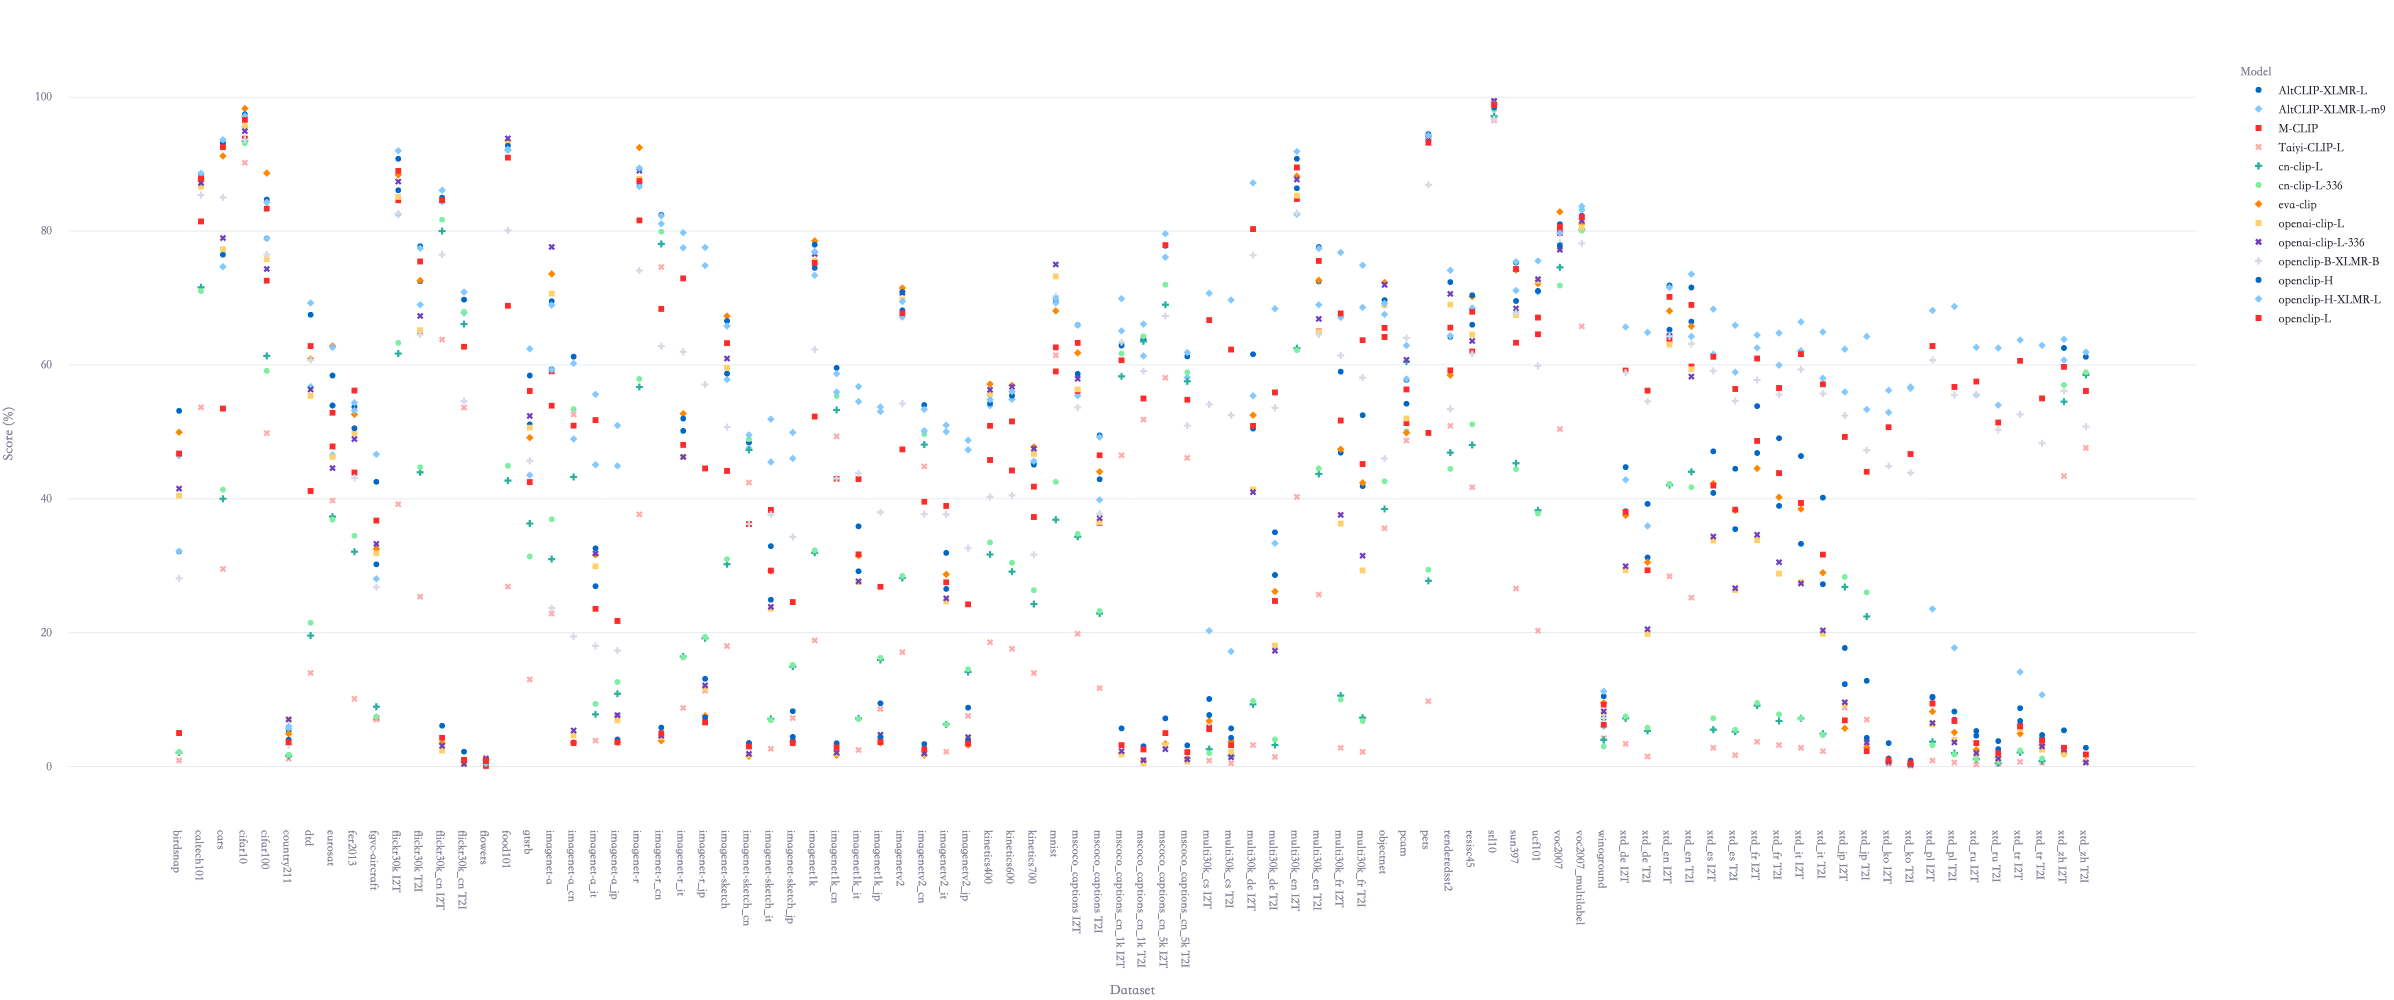 Model
AltCLIP-XLMR-L
AltCLIP-XLMR-L-m9
M-CLIP
Taiyi-CLIP-L
cn-clip-L
cn-clip-L-336
eva-clip
openai-clip-L
openai-clip-L-336
openclip-B-XLMR-B
openclip-H
openclip-H-XLMR-L
openclip-L
100
80
60
40
20
0
Score (%)
birdsnap
caltech101
cars
cifar10
cifar100
country211
dtd
eurosat
fer2013
fgvc-aircraft
flickr30k I2T
flickr30k T2I
flickr30k_cn I2T
flickr30k_cn T2I
flowers
food101
gtsrb
imagenet-a
imagenet-a_cn
imagenet-a_it
imagenet-a_jp
imagenet-r
imagenet-r_cn
imagenet-r_it
imagenet-r_jp
imagenet-sketch
imagenet-sketch_cn
imagenet-sketch_it
imagenet-sketch_jp
imagenet1k
imagenet1k_cn
imagenet1k_it
imagenet1k_jp
imagenetv2
imagenetv2_cn
imagenetv2_it
imagenetv2_jp
kinetics400
kinetics600
kinetics700
mnist
mscoco_captions I2T
mscoco_captions T2I
mscoco_captions_cn_1k I2T
mscoco_captions_cn_1k T2I
mscoco_captions_cn_5k I2T
mscoco_captions_cn_5k T2I
multi30k_cs I2T
multi30k_cs T2I
multi30k_de I2T
multi30k_de T2I
multi30k_en I2T
multi30k_en T2I
multi30k_fr I2T
multi30k_fr T2I
objectnet
pcam
pets
renderedsst2
resisc45
stl10
sun397
ucf101
voc2007
voc2007_multilabel
winoground
xtd_de I2T
xtd_de T2I
xtd_en I2T
xtd_en T2I
xtd_es I2T
xtd_es T2I
xtd_fr I2T
xtd_fr T2I
xtd_it I2T
xtd_it T2I
xtd_jp I2T
xtd_jp T2I
xtd_ko I2T
xtd_ko T2I
xtd_pl I2T
xtd_pl T2I
xtd_ru I2T
xtd_ru T2I
xtd_tr I2T
xtd_tr T2I
xtd_zh I2T
xtd_zh T2I
Dataset